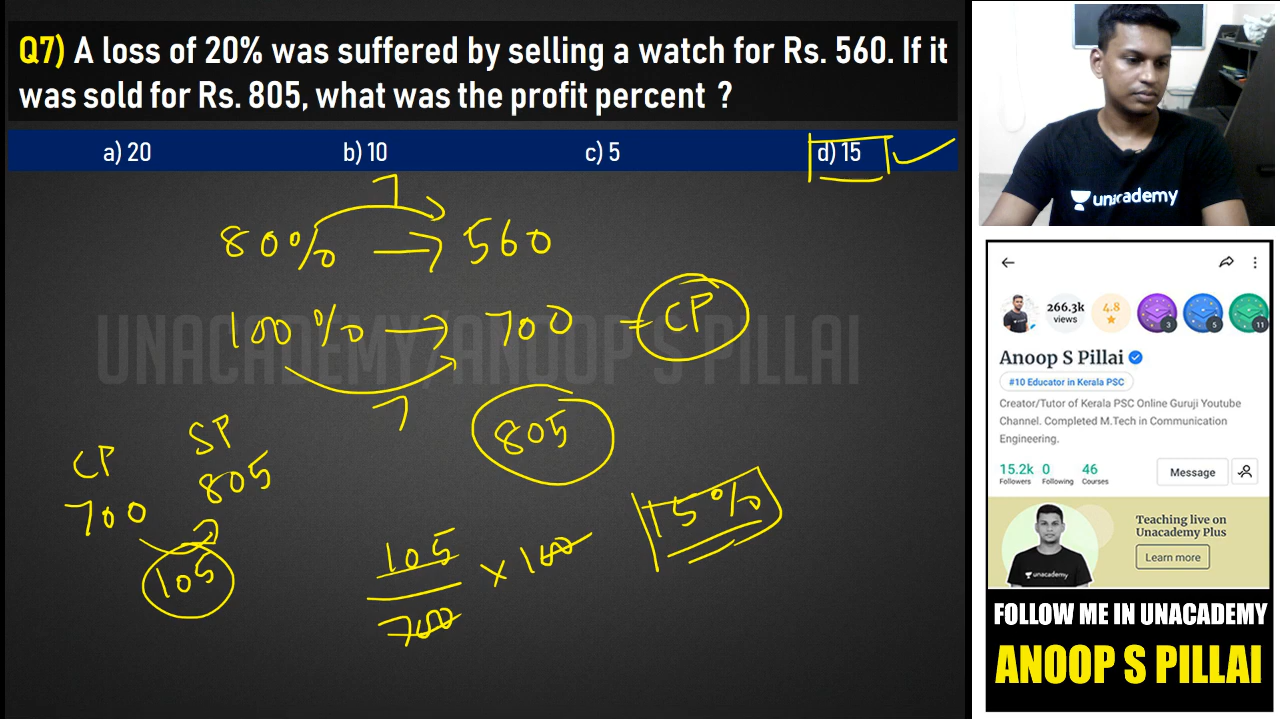 Q7) A loss of 20% was suffered by selling a watch for Rs. 560. If it
was sold for Rs. 805, what was the profit percent ?
a) 20 b) 10 c) 5 d) 15
7
80% → 560
100% → 700 = CP
7
805
CP SP
700 805
105
105
700
× 100
15%
UNACADEMY/ANOOP S PILLAI
unacademy
266.3k
views
4.8
3
5
11
Anoop S Pillai
#10 Educator in Kerala PSC
Creator/Tutor of Kerala PSC Online Guruji Youtube
Channel. Completed M.Tech in Communication
Engineering.
15.2k 0 46
Followers Following Courses
Message
Teaching live on
Unacademy Plus
Learn more
unacademy
FOLLOW ME IN UNACADEMY
ANOOP S PILLAI